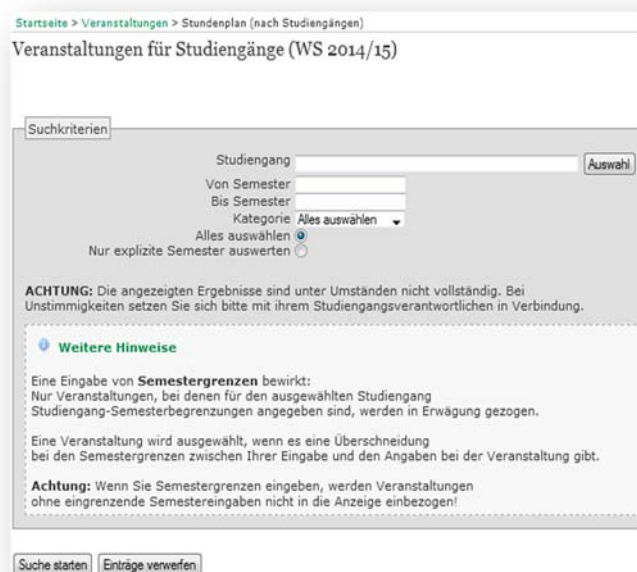 Startseite > Veranstaltungen > Stundenplan (nach Studiengängen)
Veranstaltungen für Studiengänge (WS 2014/15)
Suchkriterien
Studiengang Auswahl
Von Semester
Bis Semester
Kategorie Alles auswählen
Alles auswählen
Nur explizite Semester auswerten
ACHTUNG: Die angezeigten Ergebnisse sind unter Umständen nicht vollständig. Bei
Unstimmigkeiten setzen Sie sich bitte mit ihrem Studiengangsverantwortlichen in Verbindung.
Weitere Hinweise
Eine Eingabe von Semestergrenzen bewirkt:
Nur Veranstaltungen, bei denen für den ausgewählten Studiengang
Studiengang-Semesterbegrenzungen angegeben sind, werden in Erwägung gezogen.
Eine Veranstaltung wird ausgewählt, wenn es eine Überschneidung
bei den Semestergrenzen zwischen Ihrer Eingabe und den Angaben bei der Veranstaltung gibt.
Achtung: Wenn Sie Semestergrenzen eingeben, werden Veranstaltungen
ohne eingrenzende Semestereingaben nicht in die Anzeige einbezogen!
Suche starten Einträge verwerfen